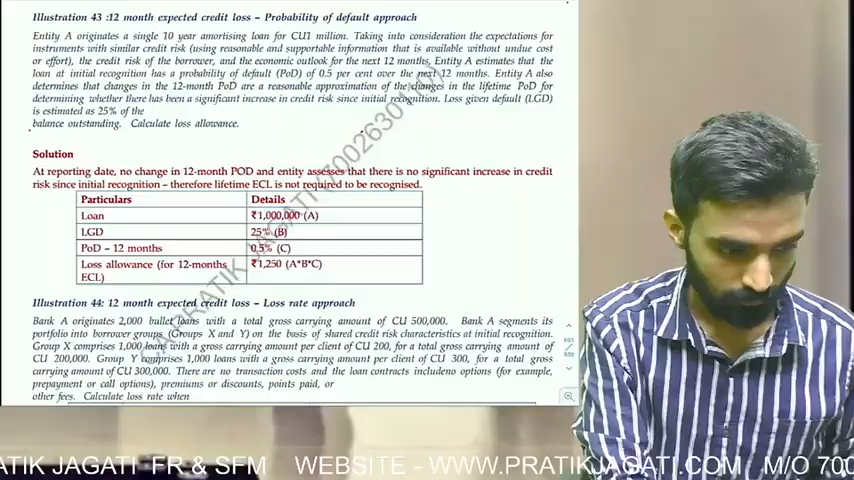 Illustration 43 :12 month expected credit loss – Probability of default approach
Entity A originates a single 10 year amortising loan for CU1 million. Taking into consideration the expectations for
instruments with similar credit risk (using reasonable and supportable information that is available without undue cost
or effort), the credit risk of the borrower, and the economic outlook for the next 12 months, Entity A estimates that the
loan at initial recognition has a probability of default (PoD) of 0.5 per cent over the next 12 months. Entity A also
determines that changes in the 12-month PoD are a reasonable approximation of the changes in the lifetime PoD for
determining whether there has been a significant increase in credit risk since initial recognition. Loss given default (LGD)
is estimated as 25% of the
balance outstanding. Calculate loss allowance.
Solution
At reporting date, no change in 12-month POD and entity assesses that there is no significant increase in credit
risk since initial recognition – therefore lifetime ECL is not required to be recognised.
Particulars Details
Loan ₹1,000,000 (A)
LGD 25% (B)
PoD – 12 months 0.5% (C)
Loss allowance (for 12-months ₹1,250 (A*B*C)
ECL)
Illustration 44: 12 month expected credit loss – Loss rate approach
Bank A originates 2,000 bullet loans with a total gross carrying amount of CU 500,000. Bank A segments its
portfolio into borrower groups (Groups X and Y) on the basis of shared credit risk characteristics at initial recognition.
Group X comprises 1,000 loans with a gross carrying amount per client of CU 200, for a total gross carrying amount of
CU 200,000. Group Y comprises 1,000 loans with a gross carrying amount per client of CU 300, for a total gross
carrying amount of CU 300,000. There are no transaction costs and the loan contracts includeno options (for example,
prepayment or call options), premiums or discounts, points paid, or
other fees. Calculate loss rate when
ATIK JAGATI FR & SFM WEBSITE - WWW.PRATIKJAGATI.COM M/O 700